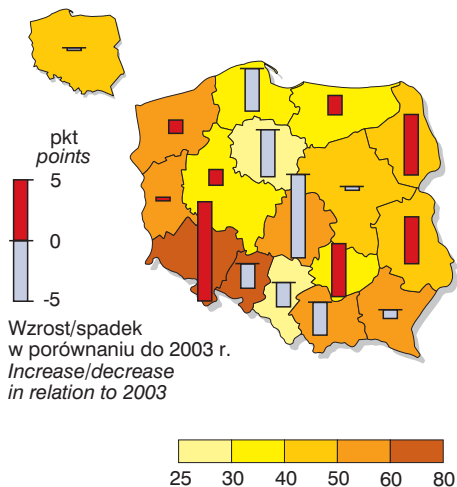 pkt
points
5
0
-5
Wzrost/spadek
w porównaniu do 2003 r.
Increase/decrease
in relation to 2003
25 30 40 50 60 80